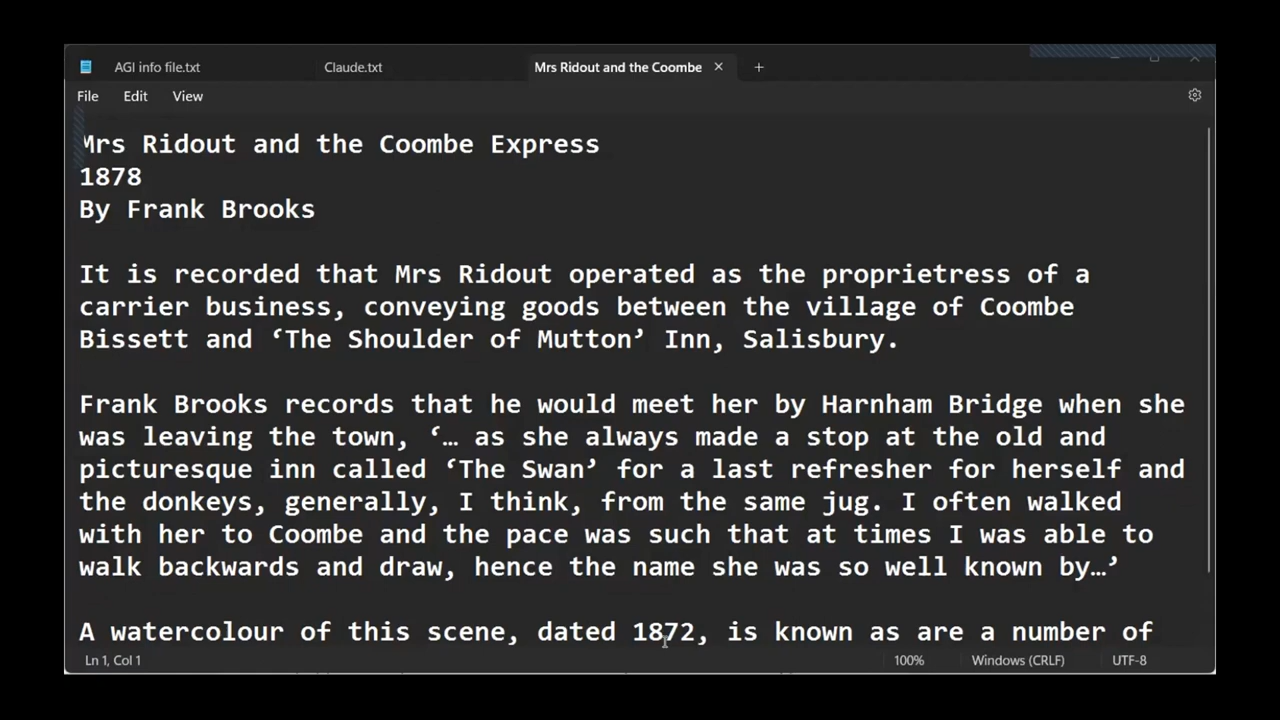 AGI info file.txt
Claude.txt
Mrs Ridout and the Coombe
File Edit View
Mrs Ridout and the Coombe Express
1878
By Frank Brooks
It is recorded that Mrs Ridout operated as the proprietress of a
carrier business, conveying goods between the village of Coombe
Bissett and ‘The Shoulder of Mutton’ Inn, Salisbury.
Frank Brooks records that he would meet her by Harnham Bridge when she
was leaving the town, ‘… as she always made a stop at the old and
picturesque inn called ‘The Swan’ for a last refresher for herself and
the donkeys, generally, I think, from the same jug. I often walked
with her to Coombe and the pace was such that at times I was able to
walk backwards and draw, hence the name she was so well known by…’
A watercolour of this scene, dated 1872, is known as are a number of
Ln 1, Col 1
100%
Windows (CRLF)
UTF-8